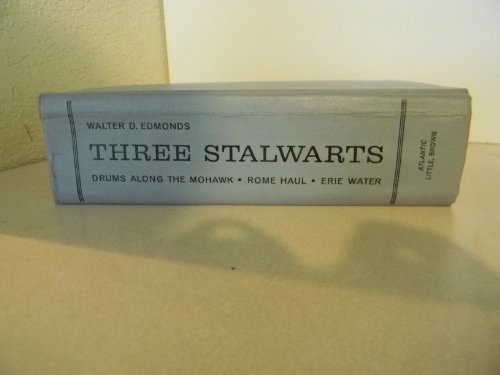 WALTER D. EDMONDS
THREE STALWARTS
DRUMS ALONG THE MOHAWK • ROME HAUL • ERIE WATER
ATLANTIC
LITTLE, BROWN